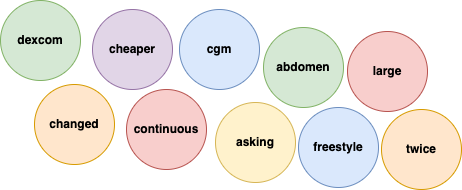 dexcom
cheaper
cgm
abdomen
large
changed
continuous
asking
freestyle
twice